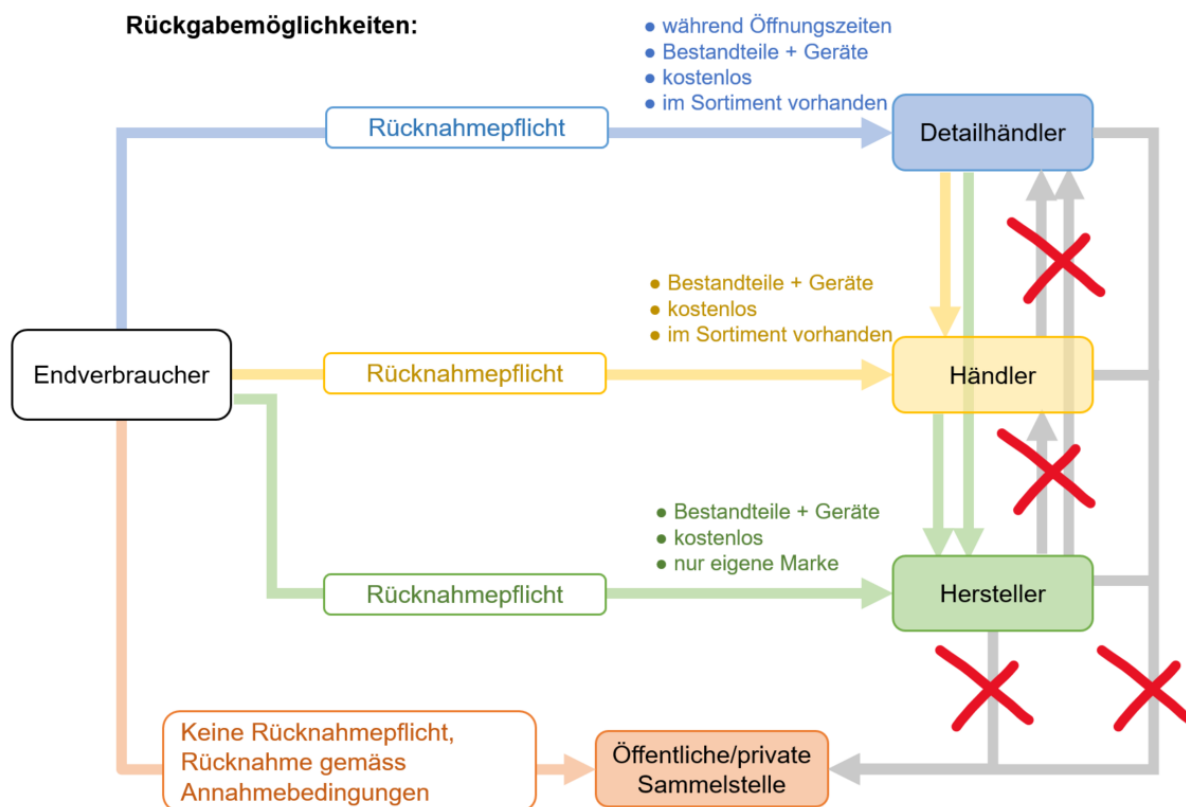 Rückgabemöglichkeiten:
● während Öffnungszeiten
● Bestandteile + Geräte
● kostenlos
● im Sortiment vorhanden
Rücknahmepflicht
Detailhändler
● Bestandteile + Geräte
● kostenlos
● im Sortiment vorhanden
Endverbraucher
Rücknahmepflicht
Händler
● Bestandteile + Geräte
● kostenlos
● nur eigene Marke
Rücknahmepflicht
Hersteller
Keine Rücknahmepflicht,
Rücknahme gemäss
Annahmebedingungen
Öffentliche/private
Sammelstelle